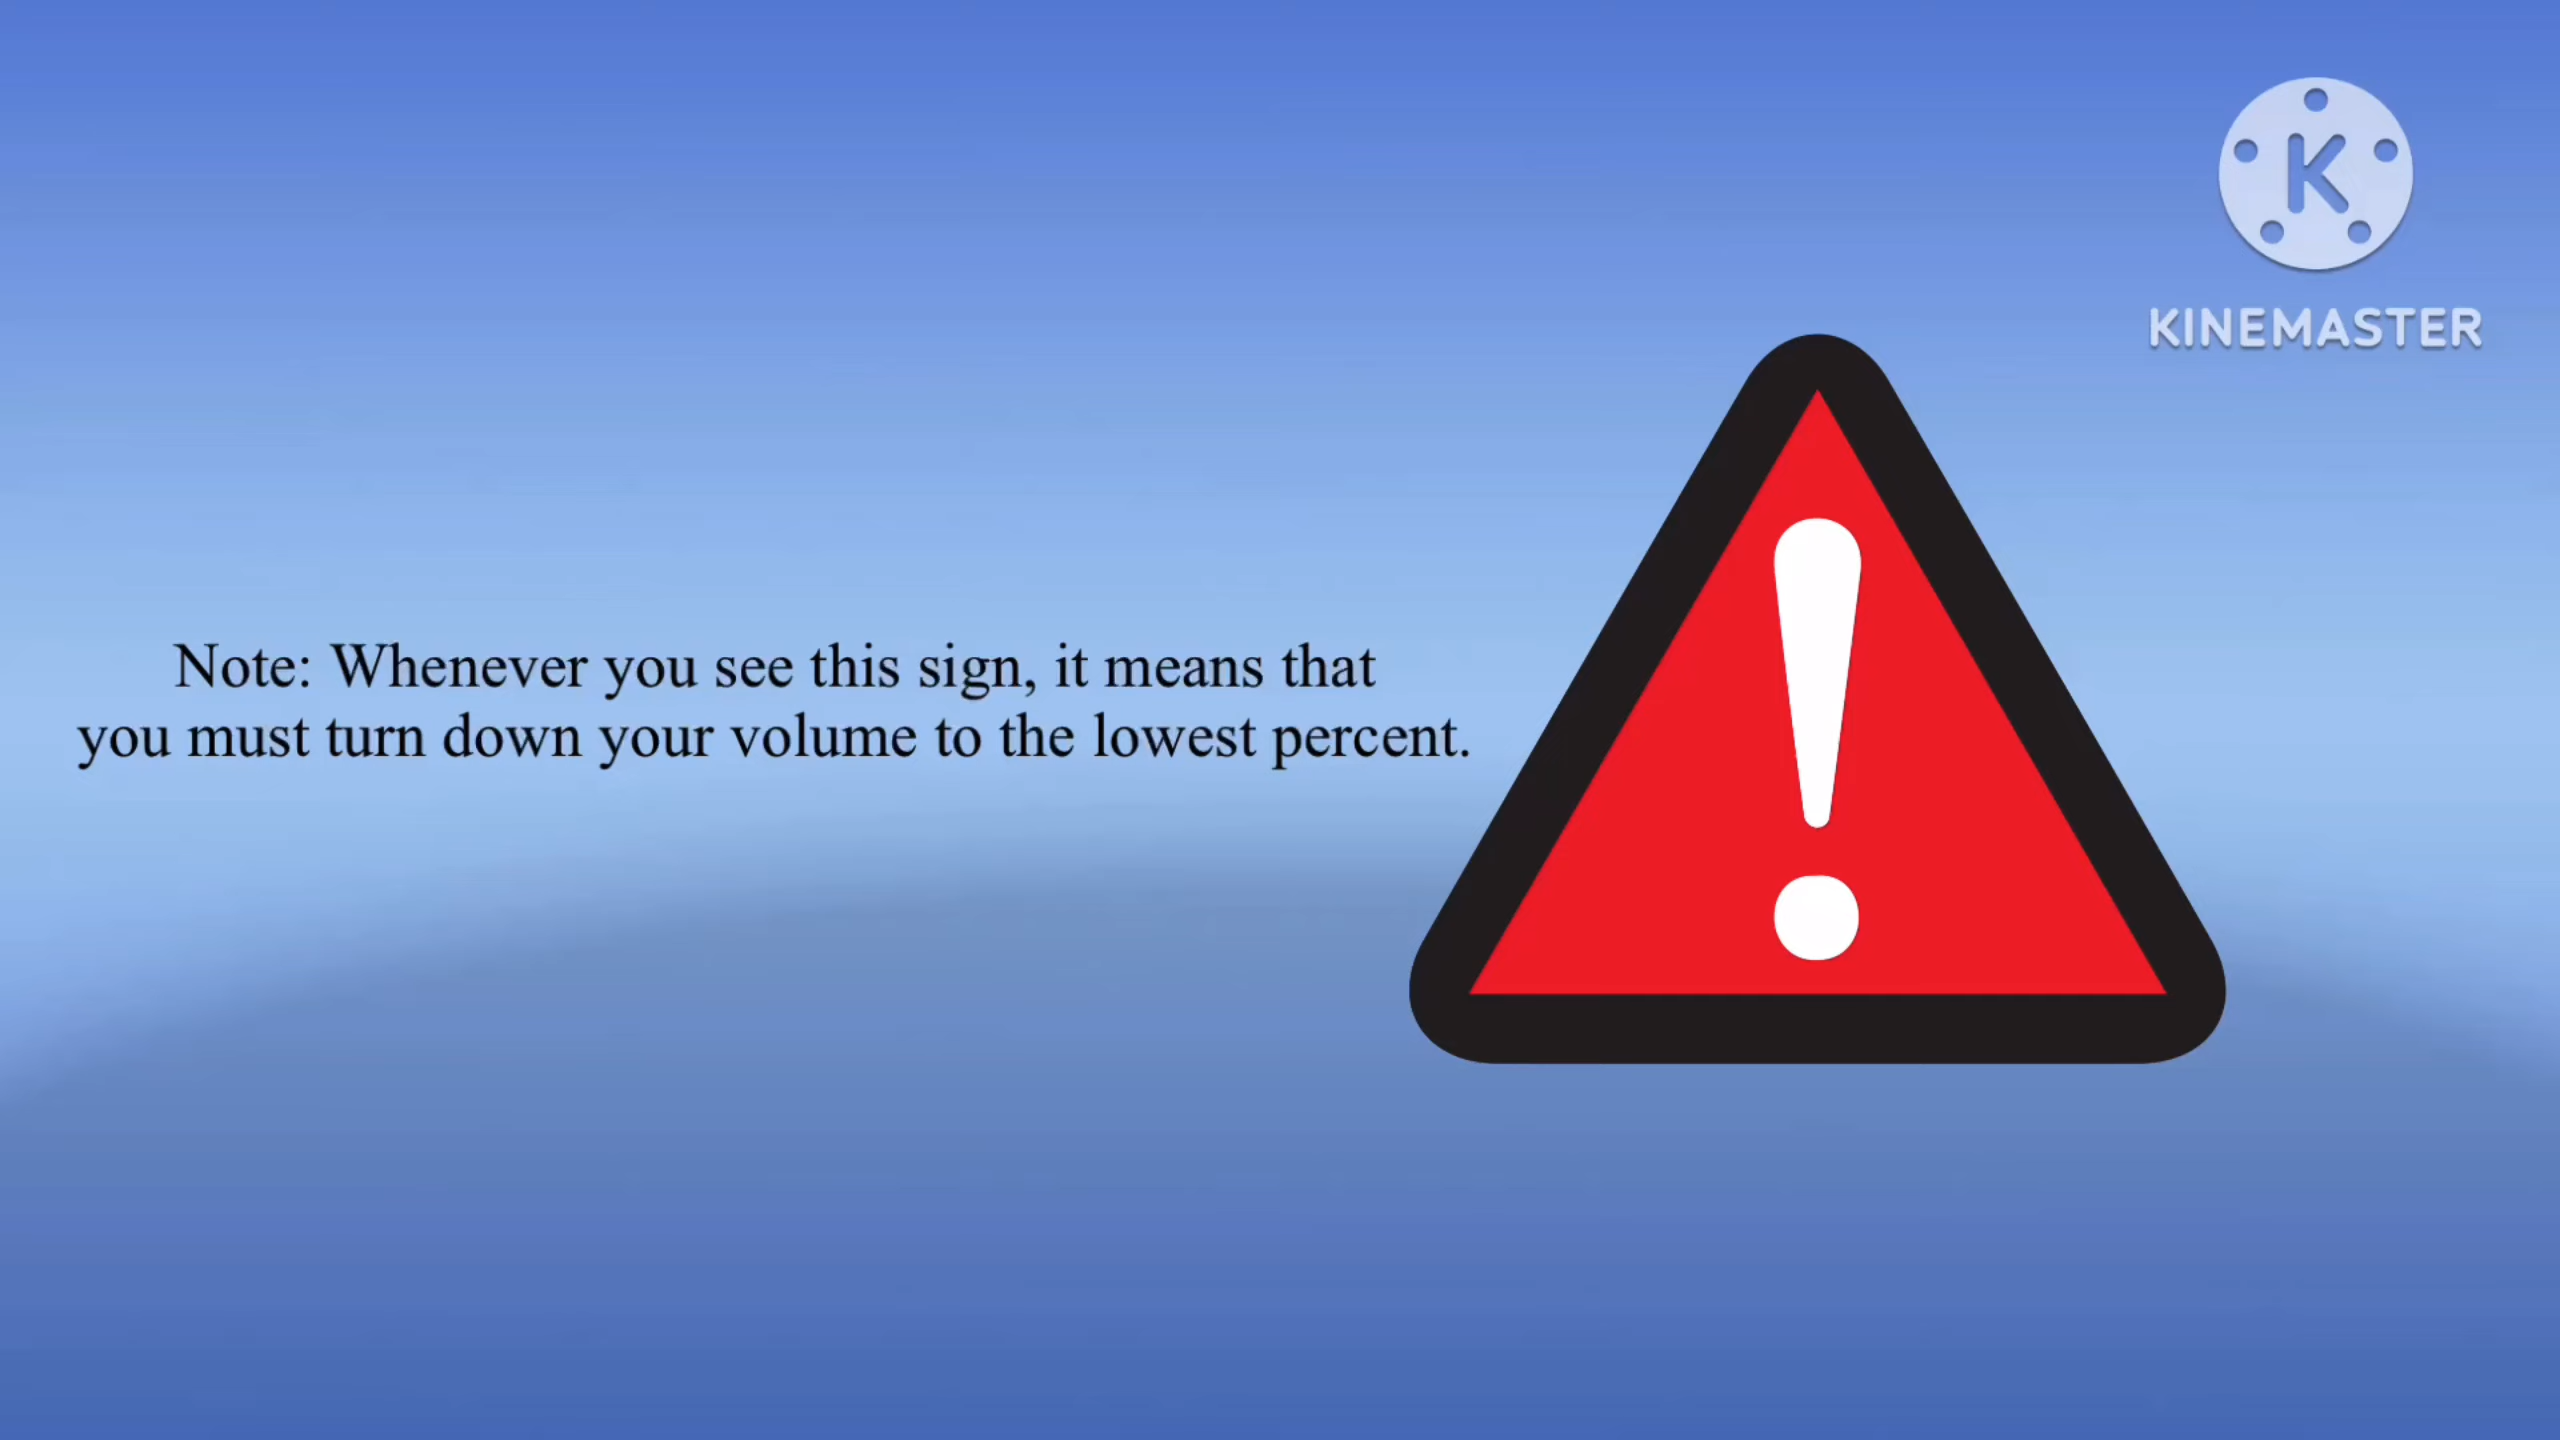 K
KINEMASTER
Note: Whenever you see this sign, it means that
you must turn down your volume to the lowest percent.
!